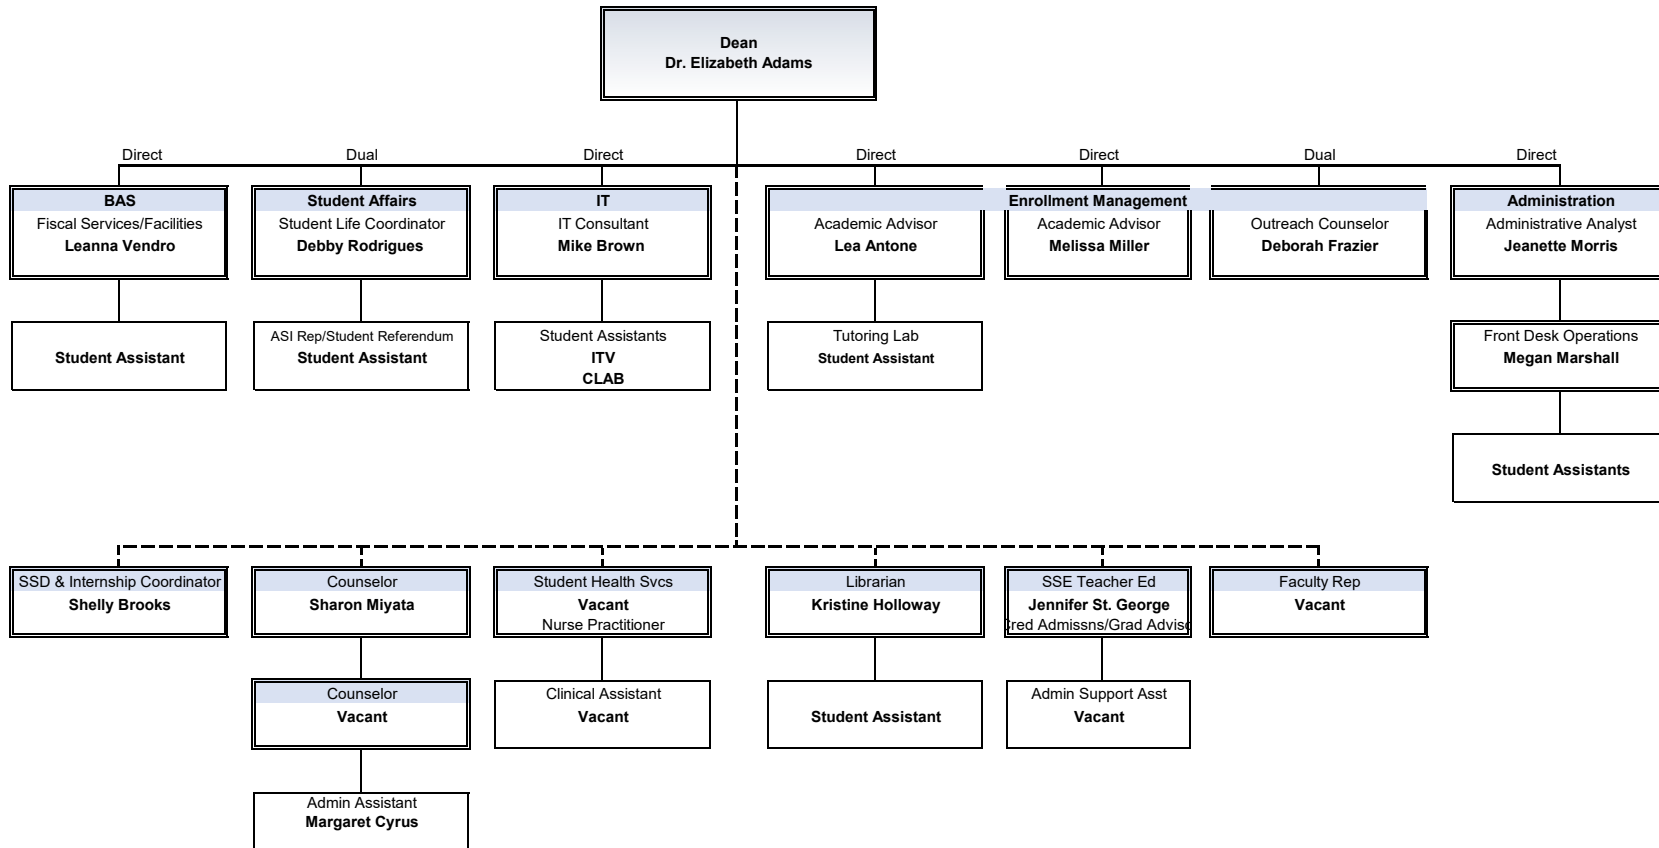 Dean
Dr. Elizabeth Adams
Direct
Dual
Direct
Direct
Direct
Dual
Direct
BAS
Fiscal Services/Facilities
Leanna Vendro
Student Affairs
Student Life Coordinator
Debby Rodrigues
IT
IT Consultant
Mike Brown
Enrollment Management
Academic Advisor
Lea Antone
Academic Advisor
Melissa Miller
Outreach Counselor
Deborah Frazier
Administration
Administrative Analyst
Jeanette Morris
Student Assistant
ASI Rep/Student Referendum
Student Assistant
Student Assistants
ITV
CLAB
Tutoring Lab
Student Assistant
Front Desk Operations
Megan Marshall
Student Assistants
SSD & Internship Coordinator
Shelly Brooks
Counselor
Sharon Miyata
Student Health Svcs
Vacant
Nurse Practitioner
Librarian
Kristine Holloway
SSE Teacher Ed
Jennifer St. George
Admissns/Grad
Faculty Rep
Vacant
Counselor
Vacant
Clinical Assistant
Vacant
Student Assistant
Admin Support Asst
Vacant
Admin Assistant
Margaret Cyrus